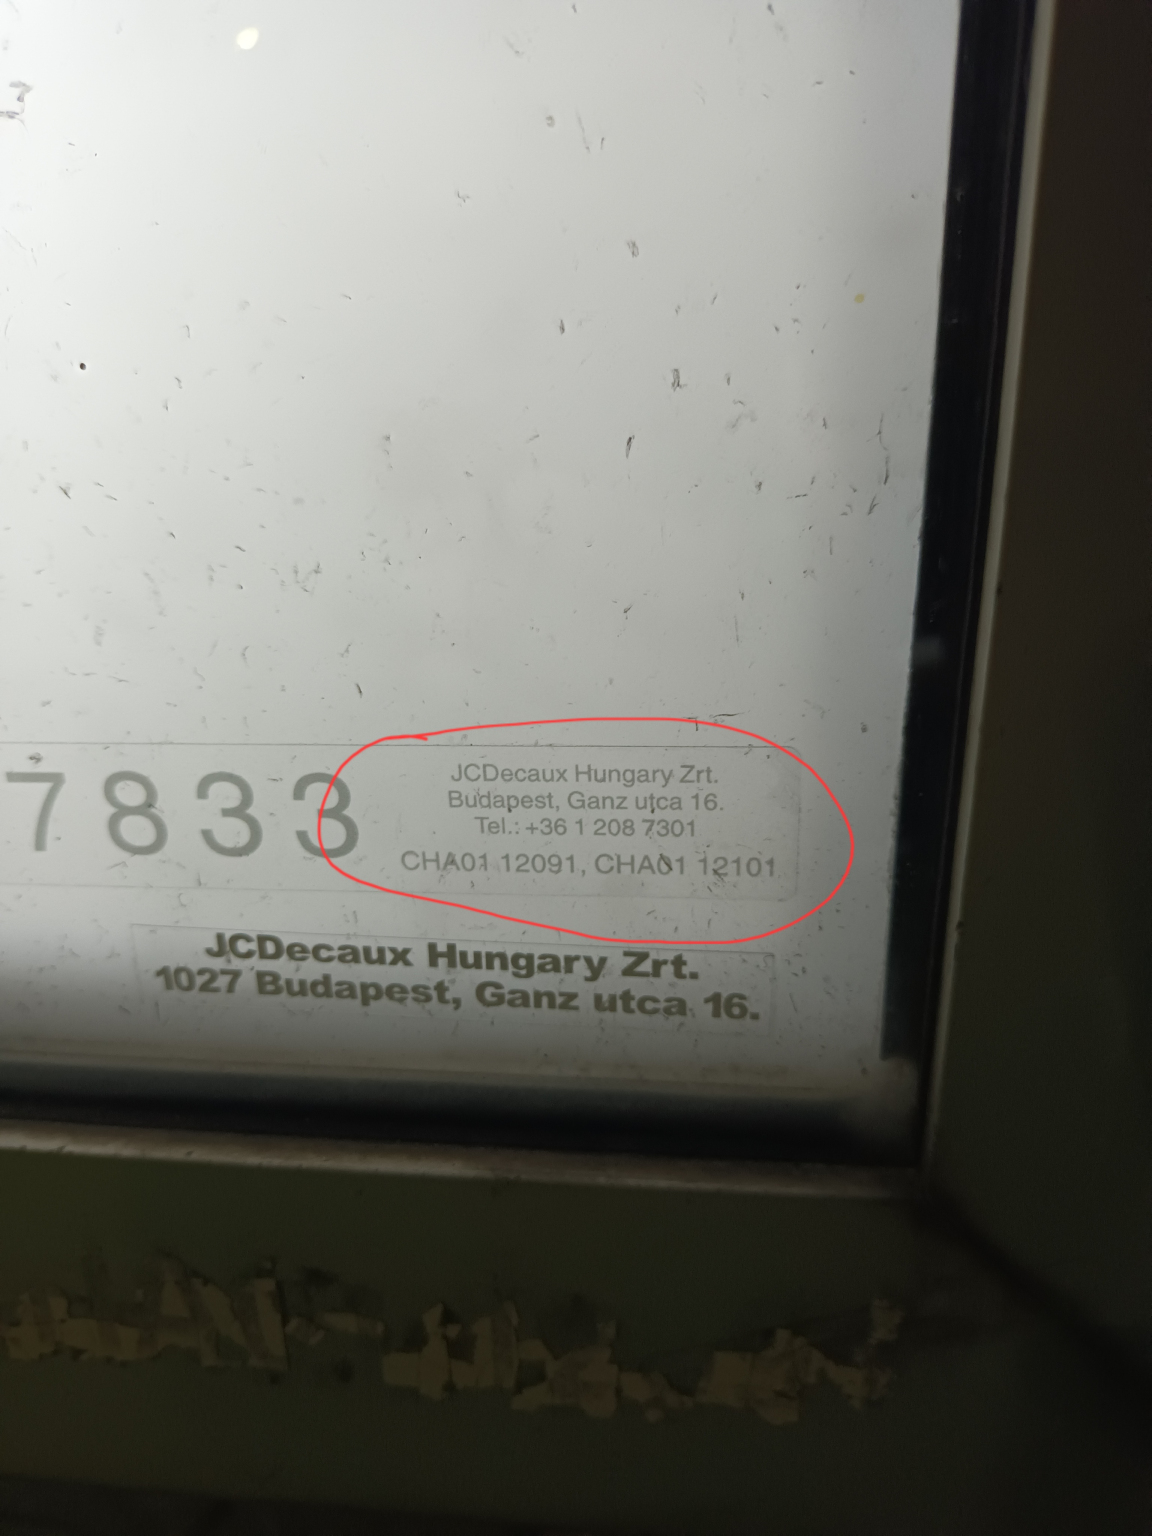 7833
JCDecaux Hungary Zrt.
Budapest, Ganz utca 16.
Tel.: +36 1 208 7301
CHA01 12091, CHA01 12101
JCDecaux Hungary Zrt.
1027 Budapest, Ganz utca 16.